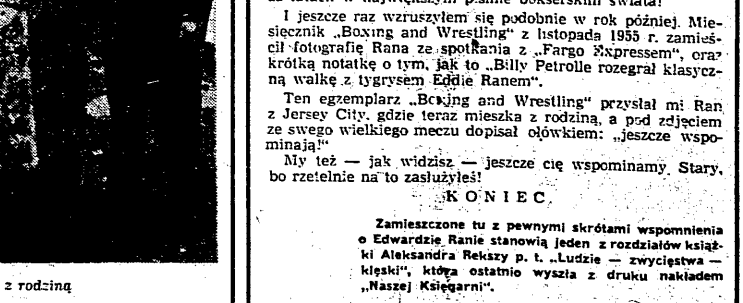 w największym piśmie bokserskim świata!
I jeszcze raz wzruszyłem się podobnie w rok później. Mie-
sięcznik „Boxing and Wrestling“ z listopada 1955 r. zamieś-
cił fotografię Rana ze spotkania z „Fargo Expressem“, oraz
krótką notatkę o tym, jak to „Billy Petrolle rozegrał klasycz-
ną walkę z tygrysem Eddie Ranem“.
Ten egzemplarz „Boxing and Wrestling“ przysłał mi Ran
z Jersey City, gdzie teraz mieszka z rodziną, a pod zdjęciem
ze swego wielkiego meczu dopisał ołówkiem: „jeszcze wspo-
minają!“
My też — jak widzisz — jeszcze cię wspominamy, Stary,
bo rzetelnie na to zasłużyłeś!
KONIEC
Zamieszczone tu z pewnymi skrótami wspomnienia
o Edwardzie Ranie stanowią jeden z rozdziałów książ-
ki Aleksandra Rekszy p. t. „Ludzie — zwycięstwa —
klęski“, która ostatnio wyszła z druku nakładem
„Naszej Księgarni“.
z rodziną